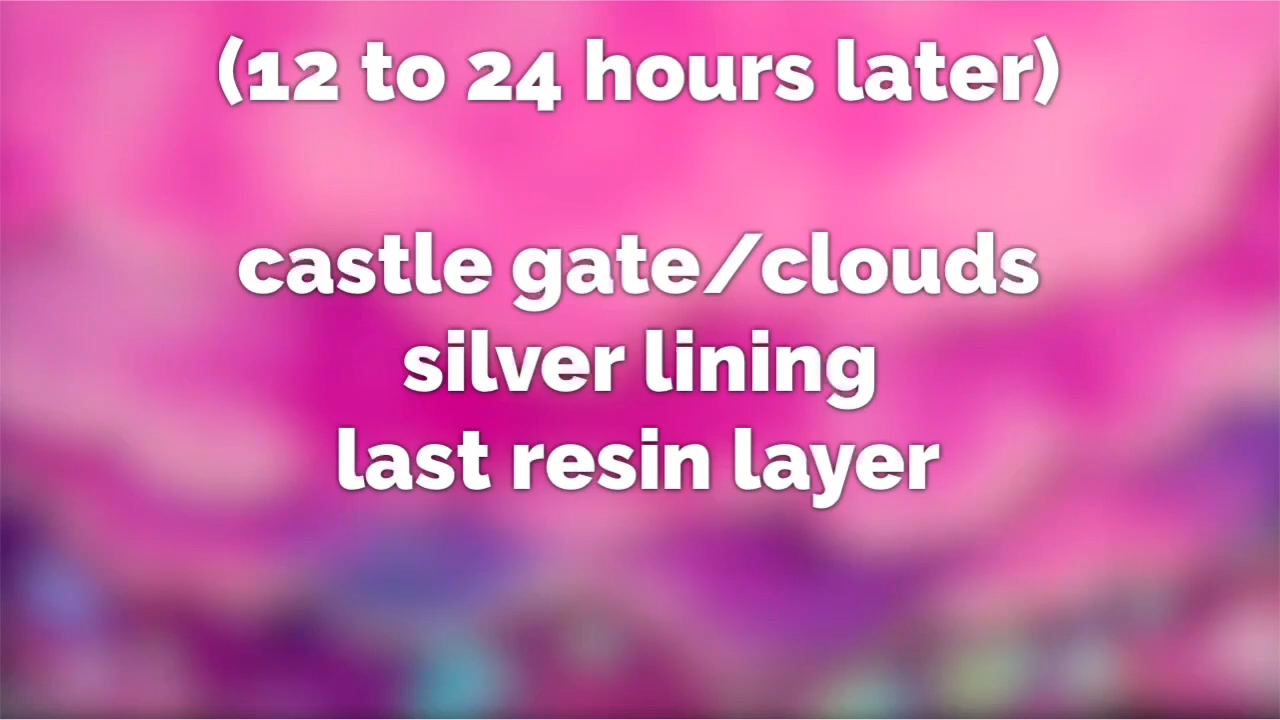 (12 to 24 hours later)
castle gate/clouds
silver lining
last resin layer